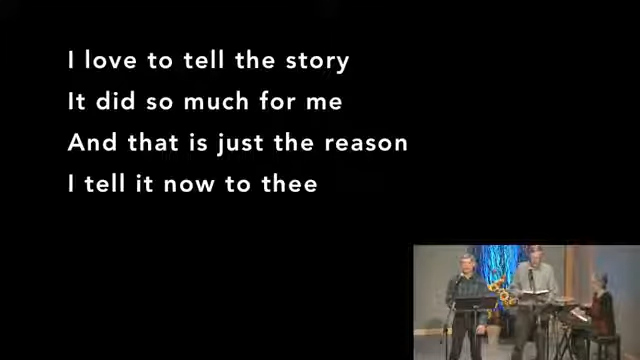 I love to tell the story
It did so much for me
And that is just the reason
I tell it now to thee